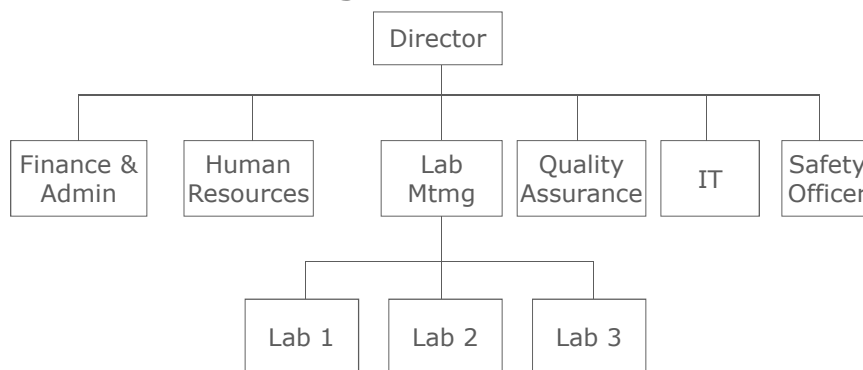 Director
Finance &
Admin
Human
Resources
Lab
Mtmg
Quality
Assurance
IT
Safety
Officer
Lab 1
Lab 2
Lab 3